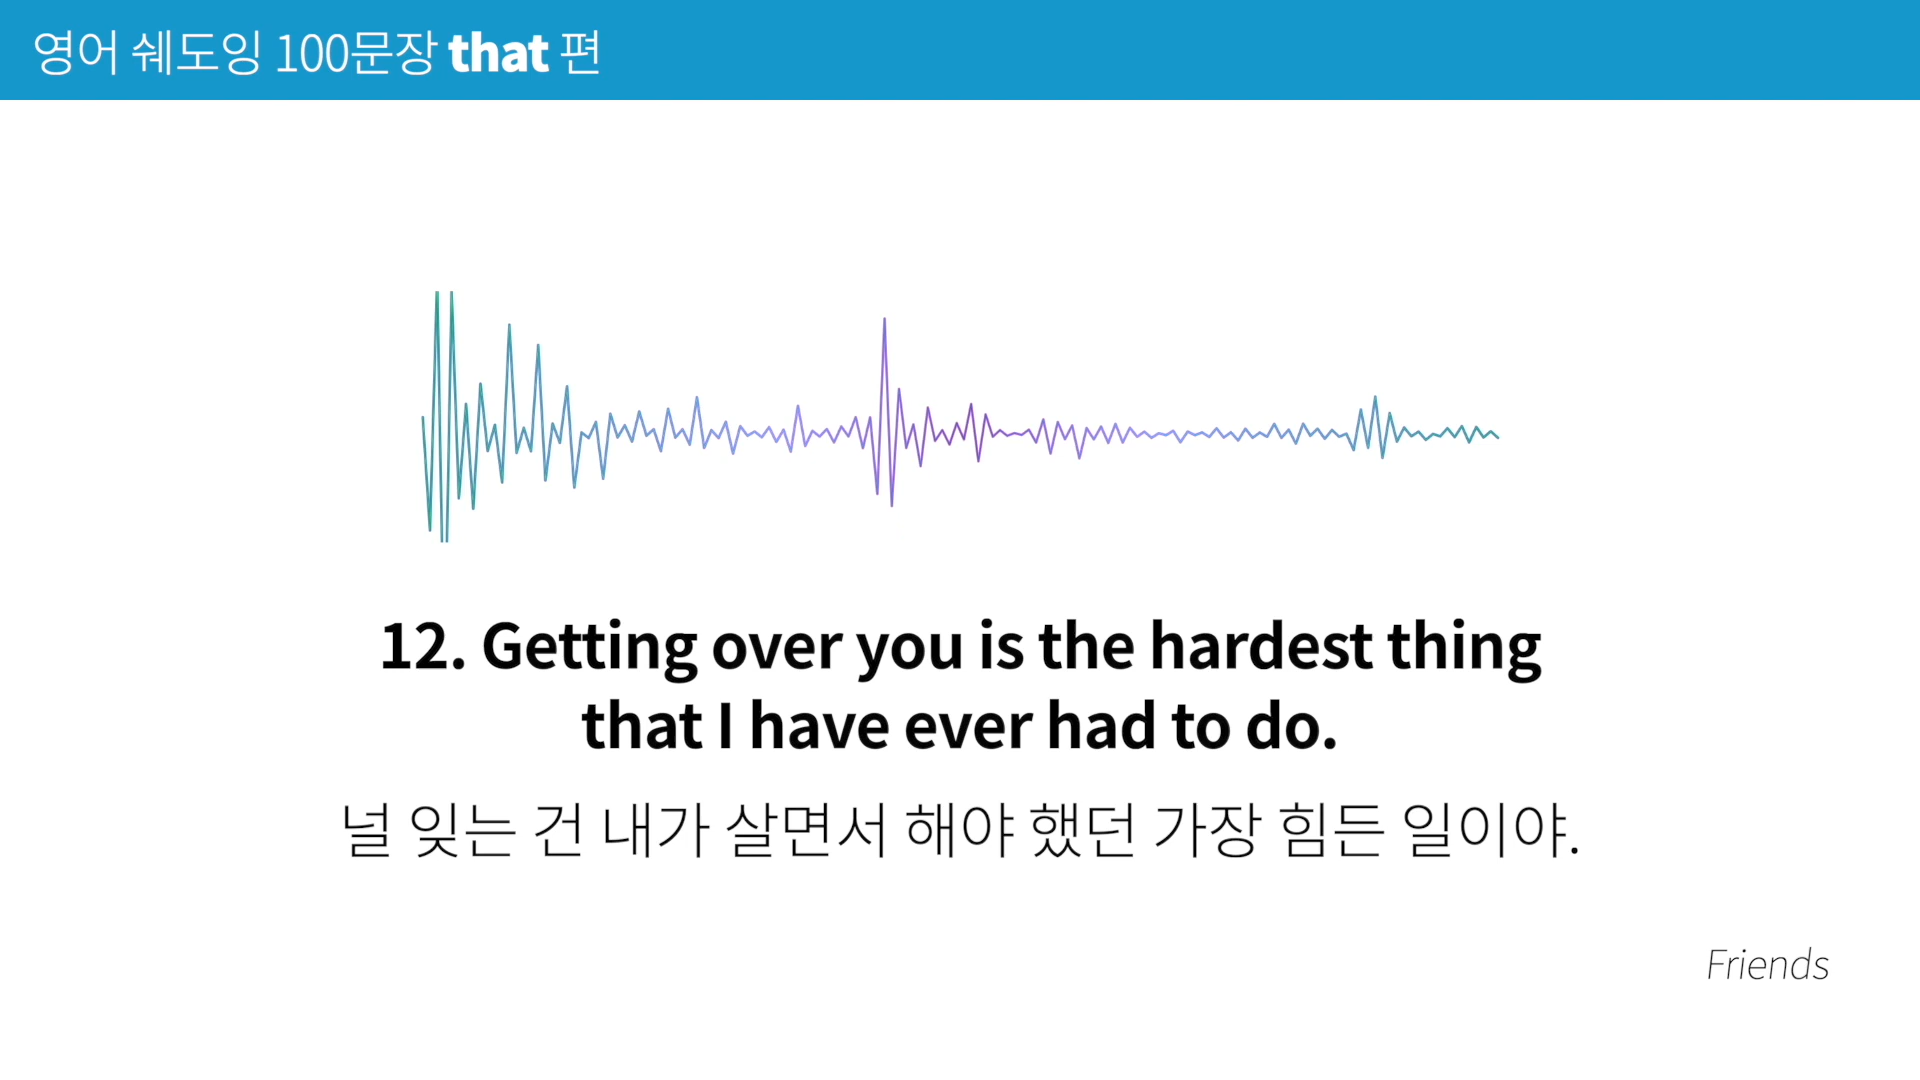 영어 쉐도잉 100문장 that 편
12. Getting over you is the hardest thing
that I have ever had to do.
널 잊는 건 내가 살면서 해야 했던 가장 힘든 일이야.
Friends